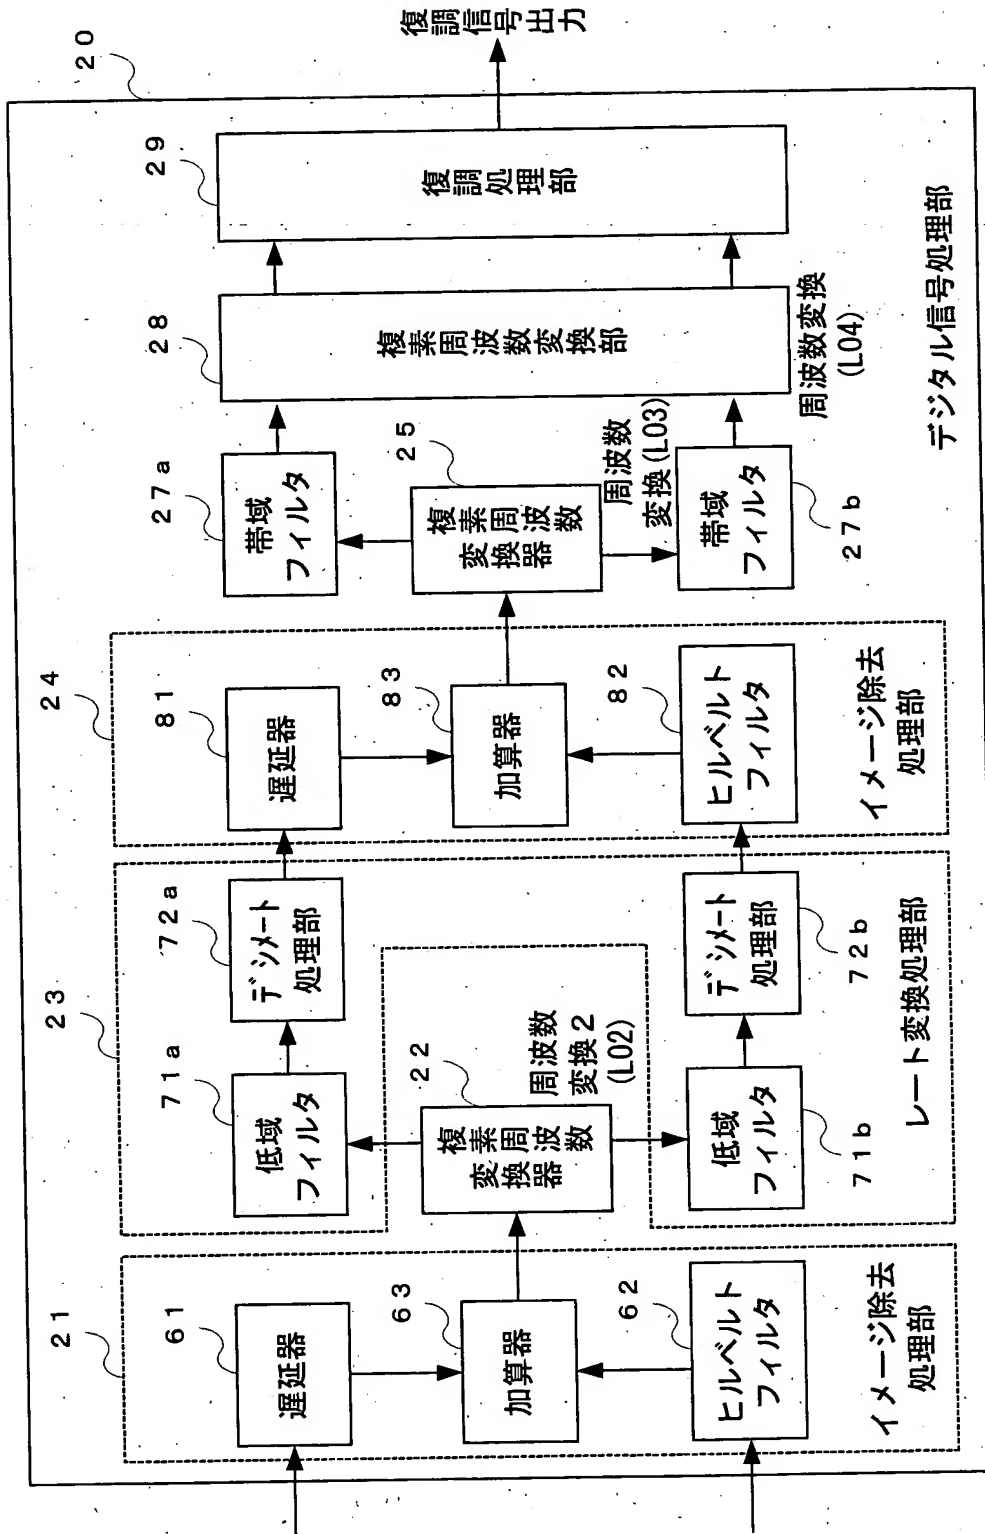 20
デジタル信号処理部
21
イメージ除去
処理部
61
遅延器
63
加算器
62
ヒルベルト
フィルタ
22
複素周波数
変換器
周波数
変換2
(L02)
23
レート変換処理部
71a
低域
フィルタ
71b
低域
フィルタ
72a
デシメート
処理部
72b
デシメート
処理部
24
イメージ除去
処理部
81
遅延器
83
加算器
82
ヒルベルト
フィルタ
25
複素周波数
変換器
周波数
変換(L03)
27a
帯域
フィルタ
27b
帯域
フィルタ
28
複素周波数変換部
周波数変換
(L04)
29
復調処理部
復調信号出力